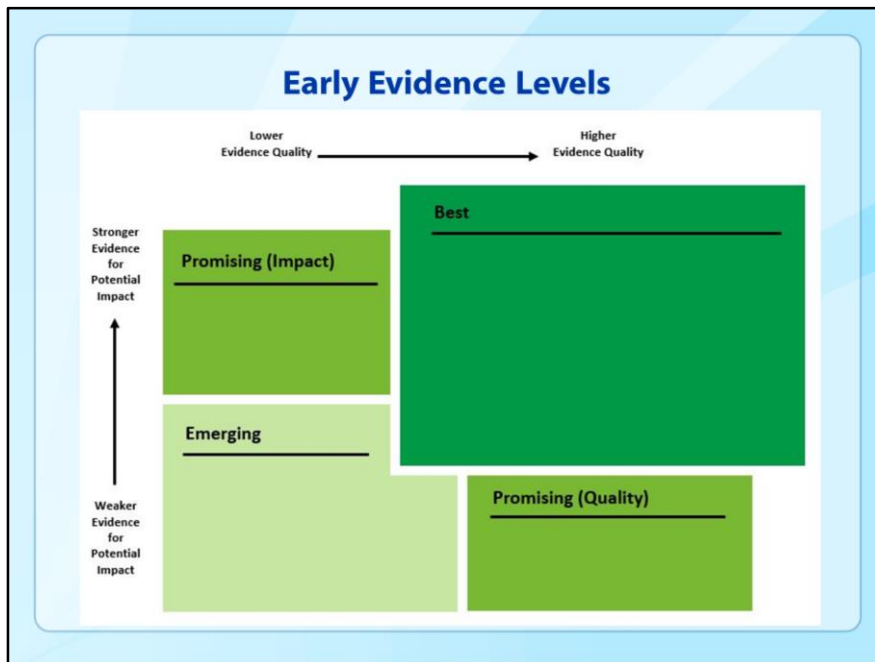 Early Evidence Levels
Lower
Evidence Quality
Higher
Evidence Quality
Stronger
Evidence
for
Potential
Impact
Best
Promising (Impact)
Emerging
Promising (Quality)
Weaker
Evidence
for
Potential
Impact